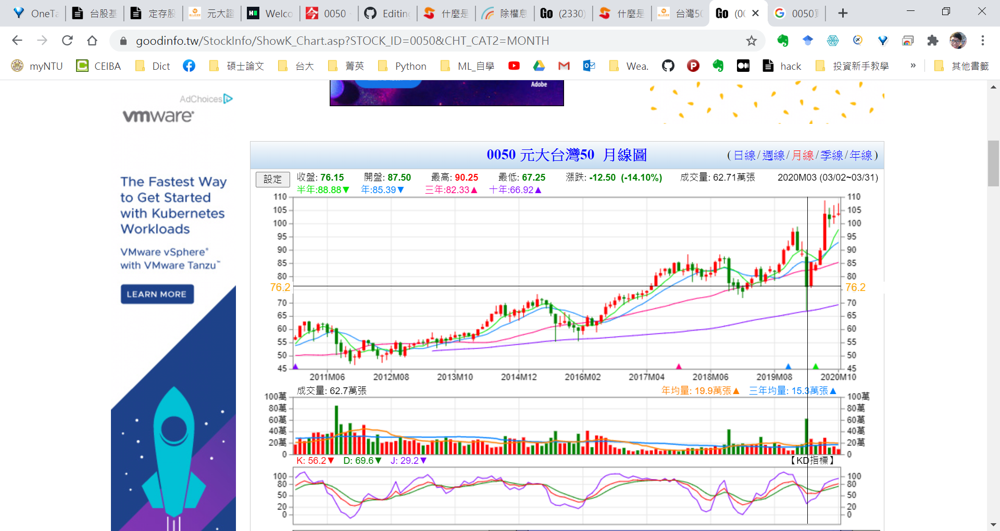 OneTa
台股基
定存股
元大證
Welco
0050
Editing
什麼是
除權息
Go (2330)
什麼是
台灣50
Go (00
0050買
goodinfo.tw/StockInfo/ShowK_Chart.asp?STOCK_ID=0050&CHT_CAT2=MONTH
myNTU CEIBA Dict 碩士論文 台大 菁英 Python ML_自學 Wea. hack 投資新手教學 » 其他書籤
Adobe
AdChoices
vmware®
The Fastest Way
to Get Started
with Kubernetes
Workloads
VMware vSphere®
with VMware Tanzu™
LEARN MORE
0050 元大台灣50 月線圖
(日線/週線/月線/季線/年線)
設定 收盤: 76.15 開盤: 87.50 最高: 90.25 最低: 67.25 漲跌: -12.50 (-14.10%) 成交量: 62.71萬張 2020M03 (03/02~03/31)
半年:88.88▼ 年:85.39▼ 三年:82.33▲ 十年:66.92▲
110 110
105 105
100 100
95 95
90 90
85 85
80 80
76.2 76.2
70 70
65 65
60 60
55 55
50 50
45 45
2011M06 2012M08 2013M10 2014M12 2016M02 2017M04 2018M06 2019M08 2020M10
成交量: 62.7萬張 年均量: 19.9萬張▲ 三年均量: 15.3萬張▲
100萬 100萬
80萬 80萬
60萬 60萬
40萬 40萬
20萬 20萬
0 0
K: 56.2▼ D: 69.6▼ J: 29.2▼ 【KD指標】
100 100
80 80
50 50
20 20
0 0